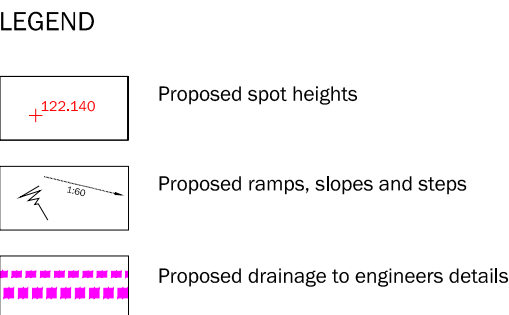 LEGEND
122.140
Proposed spot heights
1:60
Proposed ramps, slopes and steps
Proposed drainage to engineers details